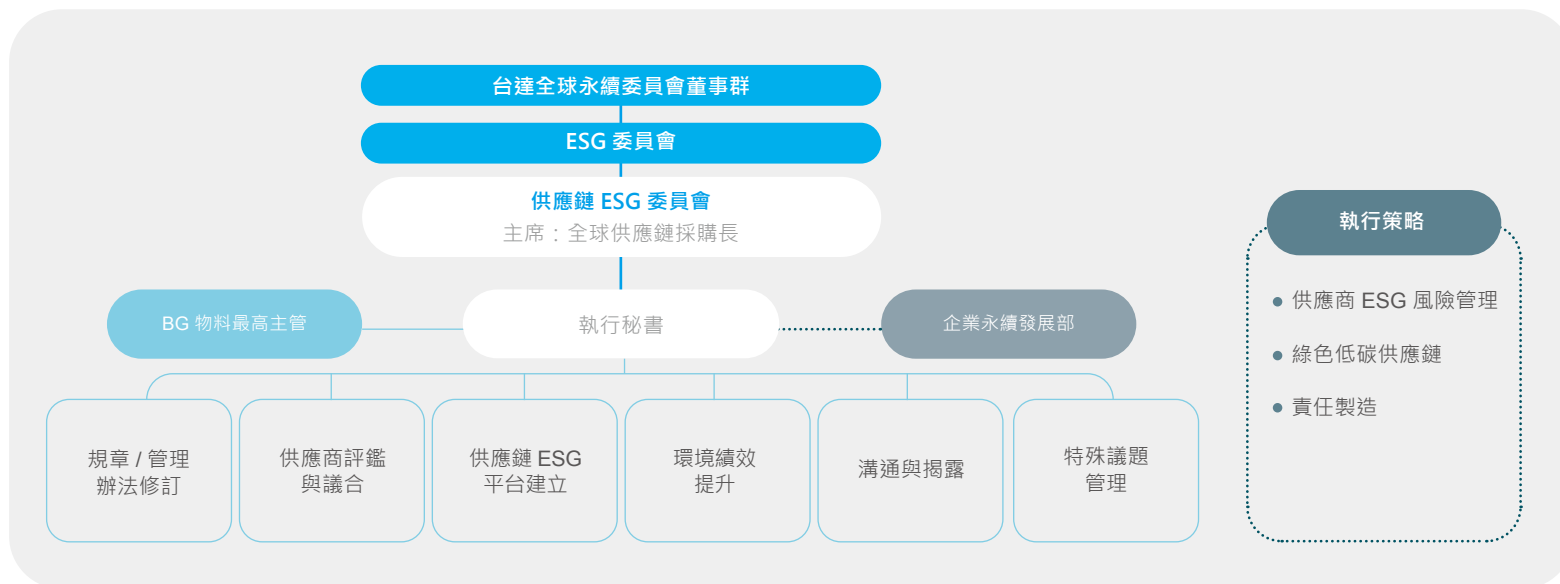 台達全球永續委員會董事群
ESG 委員會
供應鏈 ESG 委員會
主席：全球供應鏈採購長
BG 物料最高主管
執行秘書
企業永續發展部
規章 / 管理
辦法修訂
供應商評鑑
與議合
供應鏈 ESG
平台建立
環境績效
提升
溝通與揭露
特殊議題
管理
執行策略
● 供應商 ESG 風險管理
● 綠色低碳供應鏈
● 責任製造